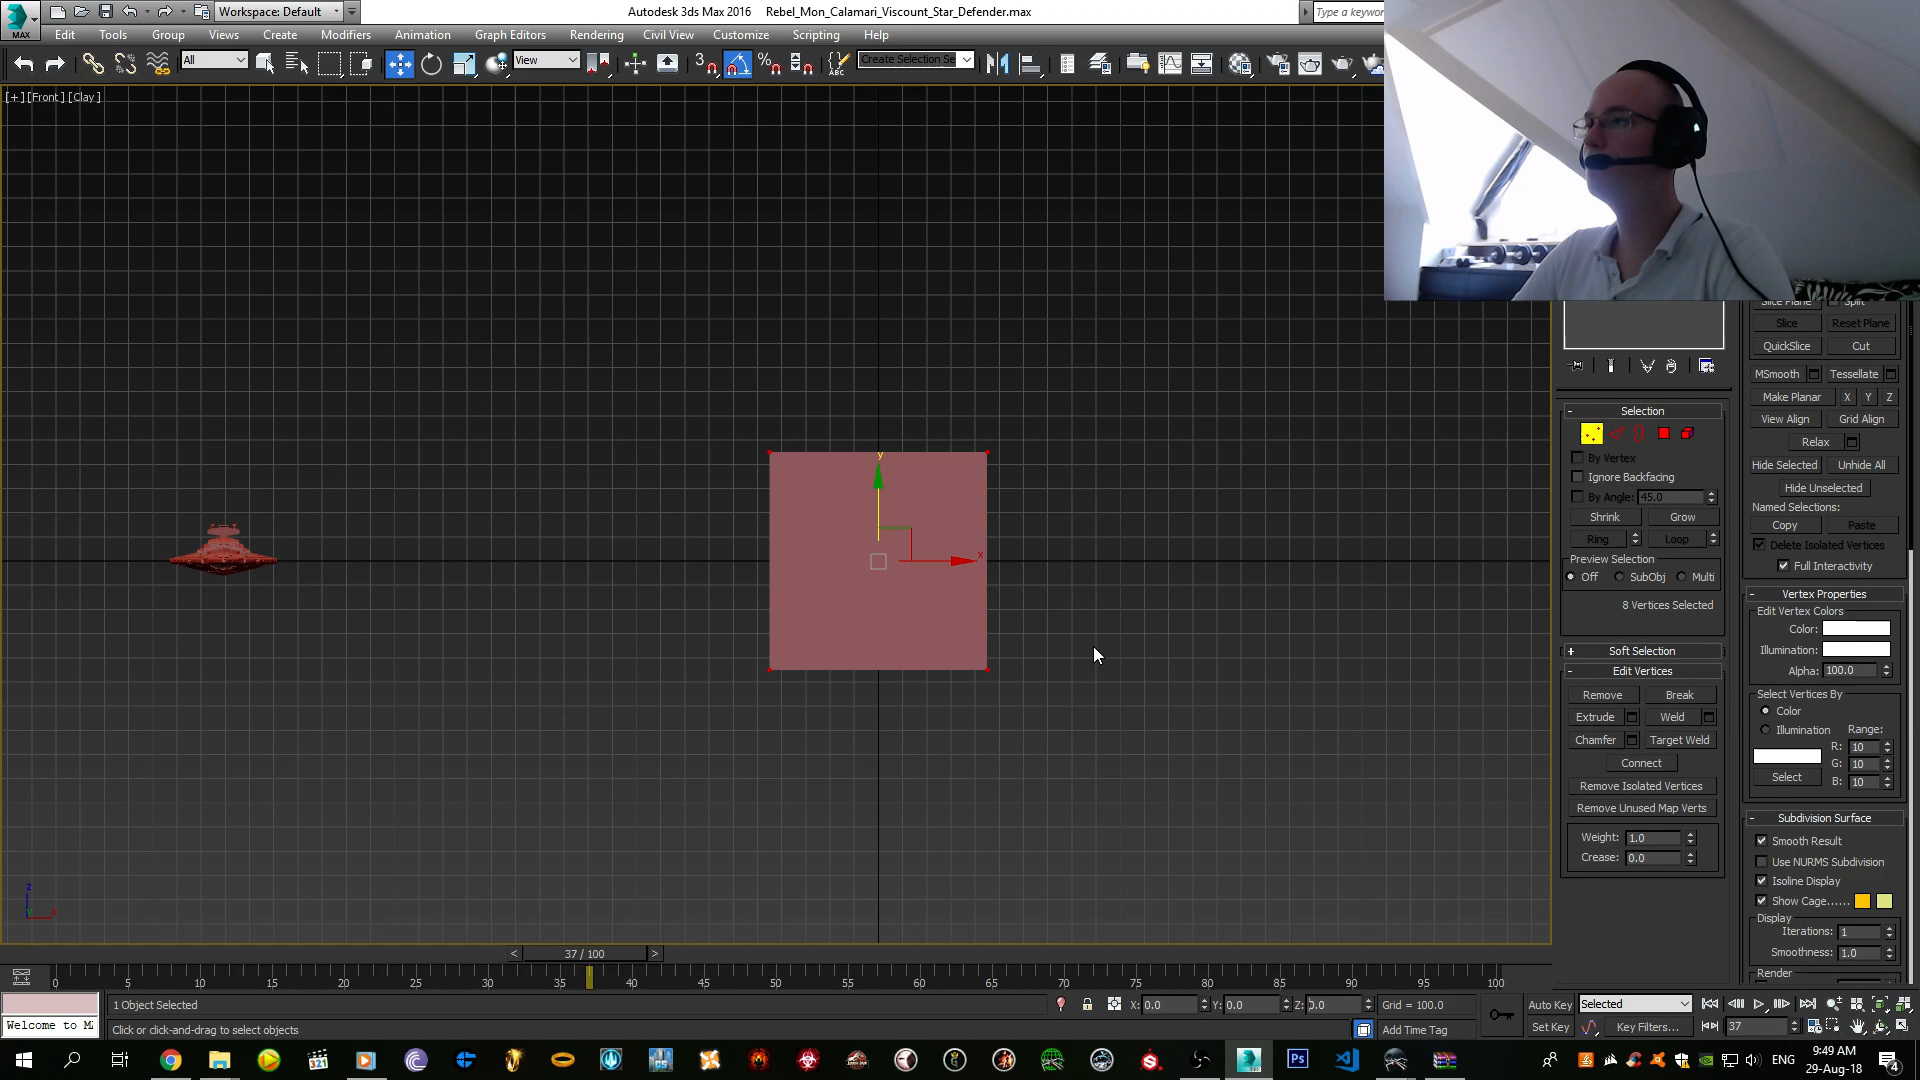 Workspace: Default
Autodesk 3ds Max 2016 Rebel_Mon_Calamari_Viscount_Star_Defender.max
Type a keywor
MAX
Edit Tools Group Views Create Modifiers Animation Graph Editors Rendering Civil View Customize Scripting Help
All
View
3
Create Selection Se
[+] [Front] [Clay]
y
x
z
Slice Plane Split
Slice Reset Plane
QuickSlice Cut
MSmooth Tessellate
Make Planar X Y Z
View Align Grid Align
Relax
Hide Selected Unhide All
Hide Unselected
Named Selections:
Copy Paste
Delete Isolated Vertices
Full Interactivity
Vertex Properties
Edit Vertex Colors
Color:
Illumination:
Alpha: 100.0
Select Vertices By
Color
Illumination Range:
R: 10
G: 10
Select B: 10
Subdivision Surface
Smooth Result
Use NURMS Subdivision
Isoline Display
Show Cage......
Display
Iterations: 1
Smoothness: 1.0
Render
Selection
By Vertex
Ignore Backfacing
By Angle: 45.0
Shrink Grow
Ring Loop
Preview Selection
Off SubObj Multi
8 Vertices Selected
Soft Selection
Edit Vertices
Remove Break
Extrude Weld
Chamfer Target Weld
Connect
Remove Isolated Vertices
Remove Unused Map Verts
Weight: 1.0
Crease: 0.0
37 / 100
0 5 10 15 20 25 30 35 40 45 50 55 60 65 70 75 80 85 90 95 100
1 Object Selected
X: 0.0 Y: 0.0 Z: 0.0 Grid = 100.0
Auto Key Selected
Welcome to M
Click or click-and-drag to select objects
Add Time Tag
Set Key Key Filters... 37
ENG
9:49 AM
29-Aug-18
4